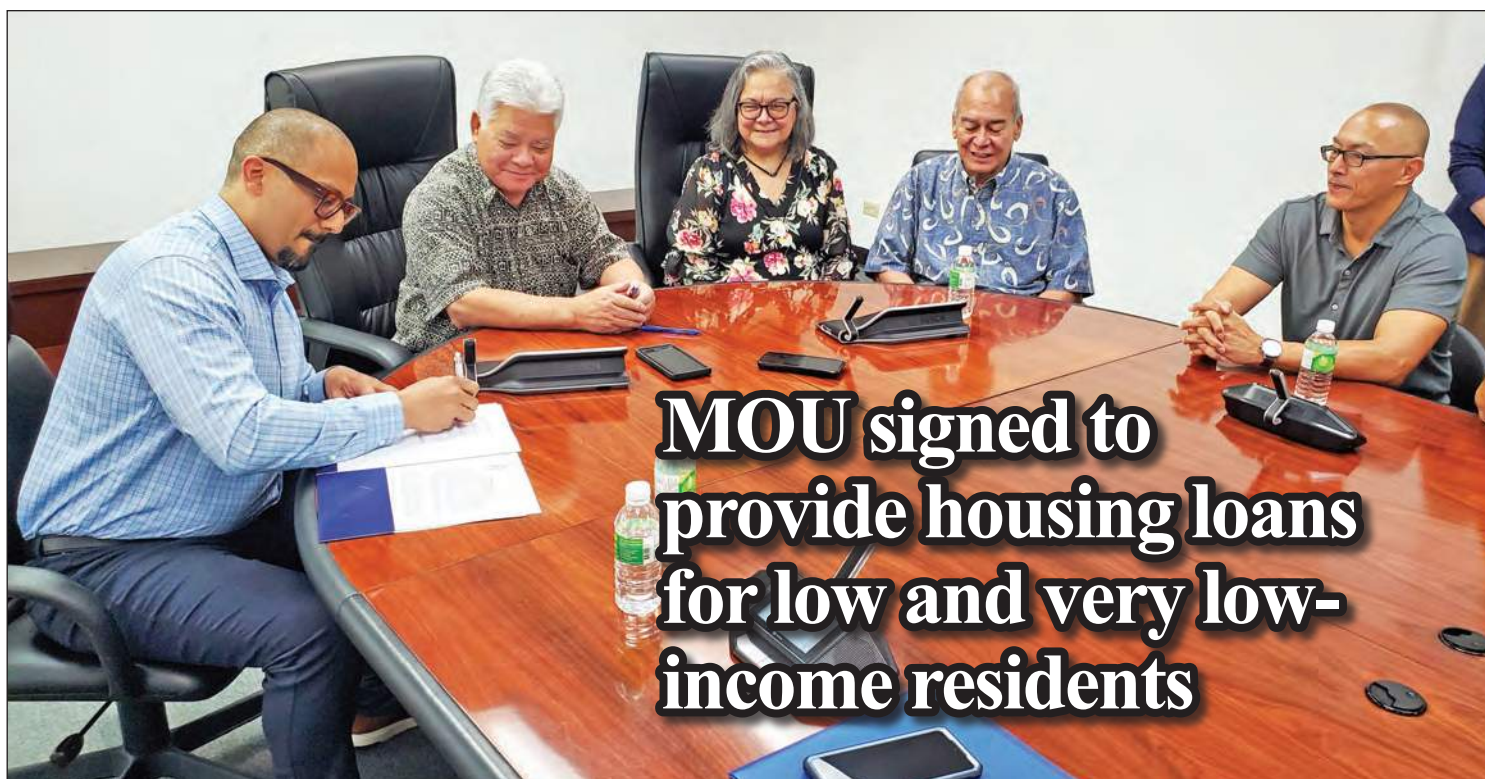 MOU signed to
provide housing loans
for low and very low-
income residents